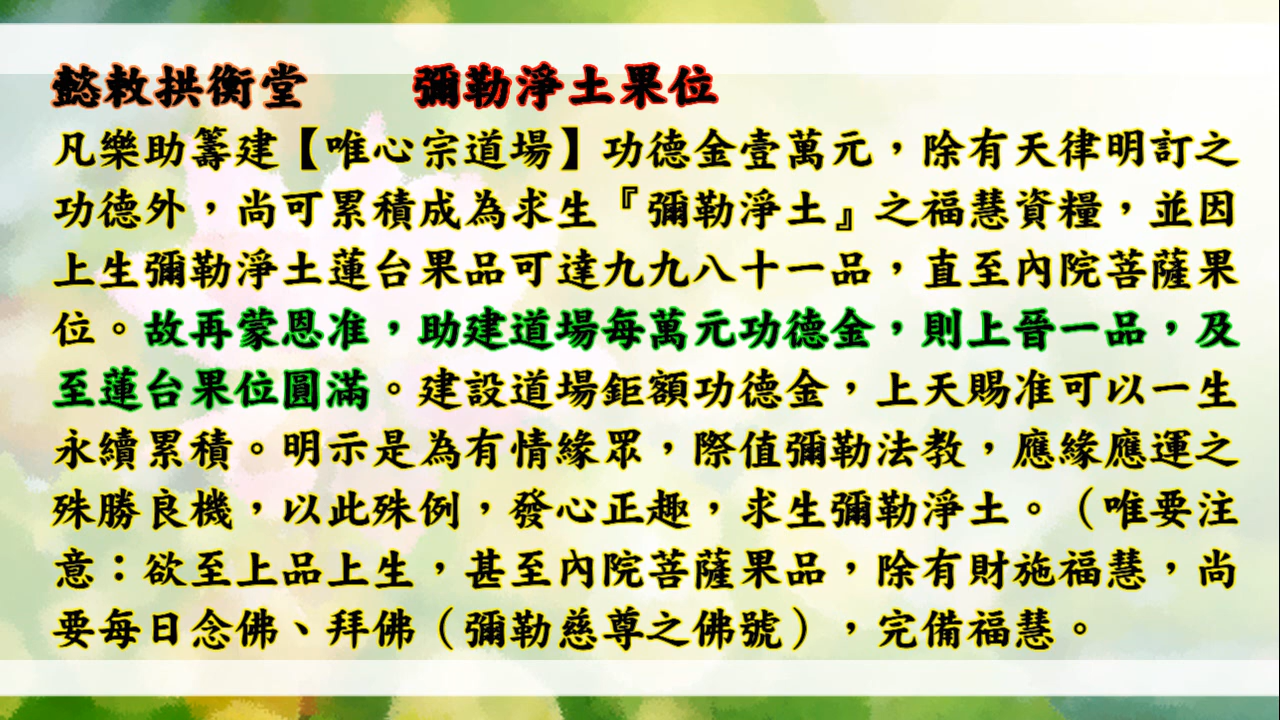 懿敕拱衡堂　　彌勒淨土果位
凡樂助籌建【唯心宗道場】功德金壹萬元，除有天律明訂之
功德外，尚可累積成為求生『彌勒淨土』之福慧資糧，並因
上生彌勒淨土蓮台果品可達九九八十一品，直至內院菩薩果
位。故再蒙恩准，助建道場每萬元功德金，則上晉一品，及
至蓮台果位圓滿。建設道場鉅額功德金，上天賜准可以一生
永續累積。明示是為有情緣眾，際值彌勒法教，應緣應運之
殊勝良機，以此殊例，發心正趣，求生彌勒淨土。（唯要注
意：欲至上品上生，甚至內院菩薩果品，除有財施福慧，尚
要每日念佛、拜佛（彌勒慈尊之佛號），完備福慧。